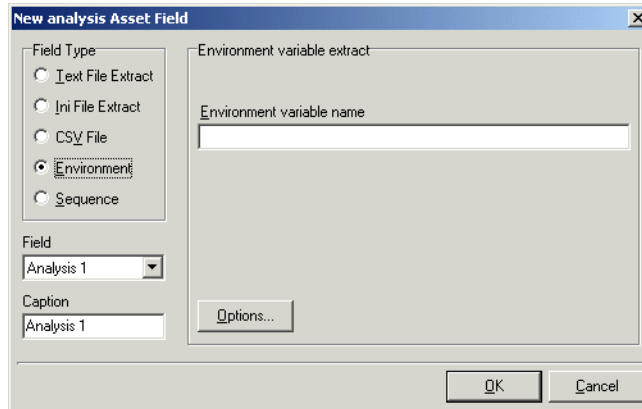 New analysis Asset Field
Field Type
Text File Extract
Ini File Extract
CSV File
Environment
Sequence
Field
Analysis 1
Caption
Analysis 1
Environment variable extract
Environment variable name
Options...
OK
Cancel